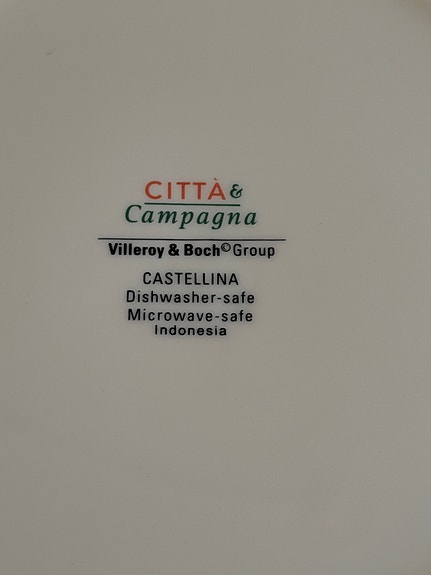 CITTÀ &
Campagna
Villeroy & Boch© Group
CASTELLINA
Dishwasher-safe
Microwave-safe
Indonesia